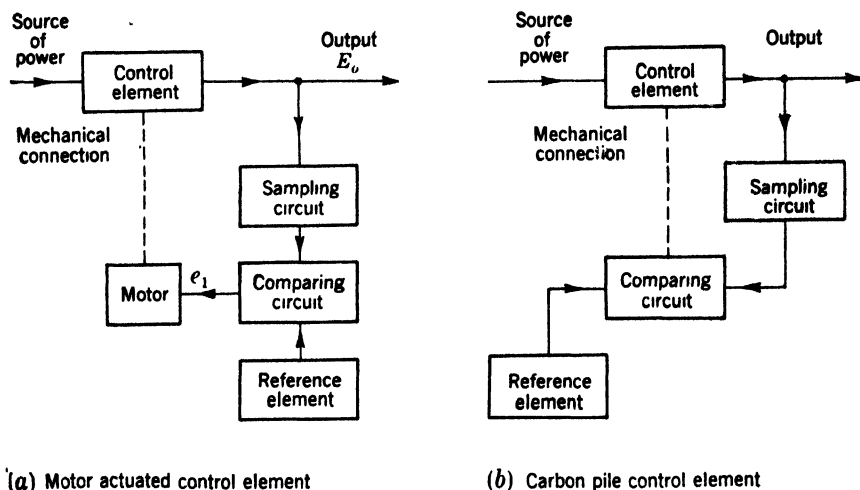 Source
of
power
Control
element
Output
E_o
Mechanical
connection
Sampling
circuit
Motor
e_1
Comparing
circuit
Reference
element
(a) Motor actuated control element
Source
of
power
Control
element
Output
Mechanical
connection
Sampling
circuit
Comparing
circuit
Reference
element
(b) Carbon pile control element